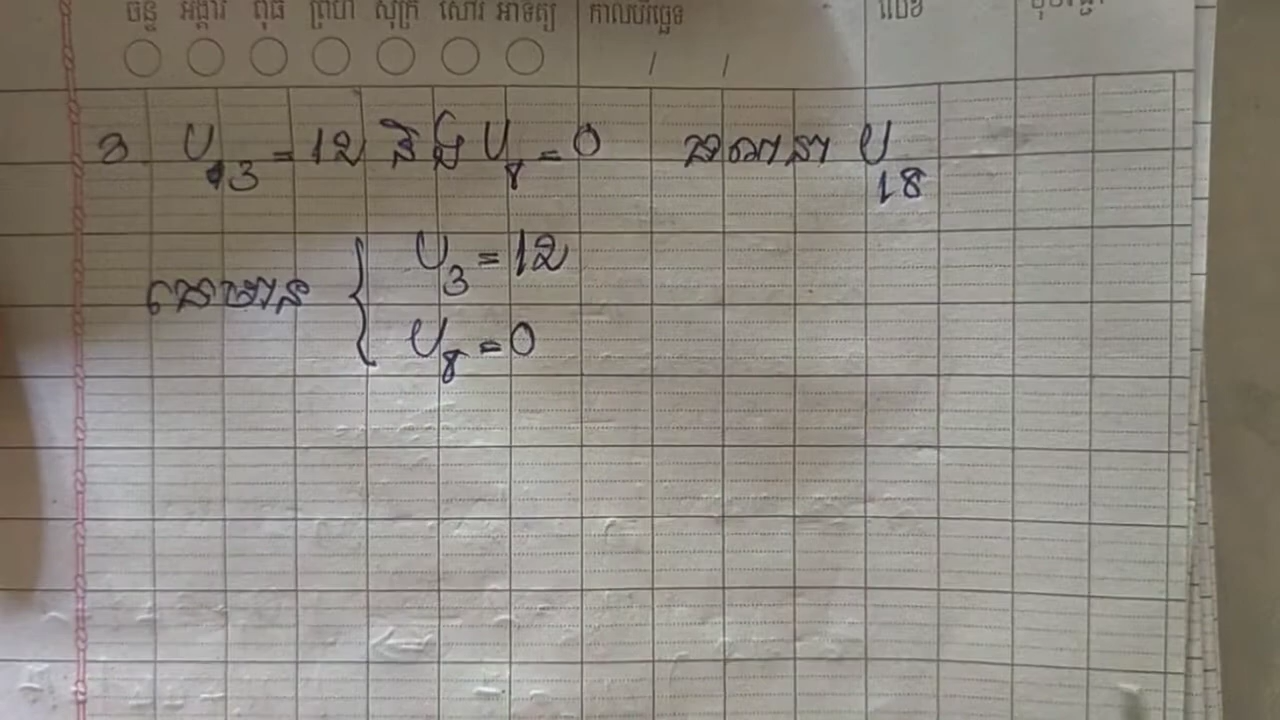 ចន្ទ អង្គារ ពុធ ព្រហ សុក្រ សៅរ៍ អាទិត្យ កាលបរិច្ឆេទ
/ /
3. U₃ = 12 និង U₈ = 0 គណនា U₁₈
គេមាន { U₃ = 12
U₈ = 0